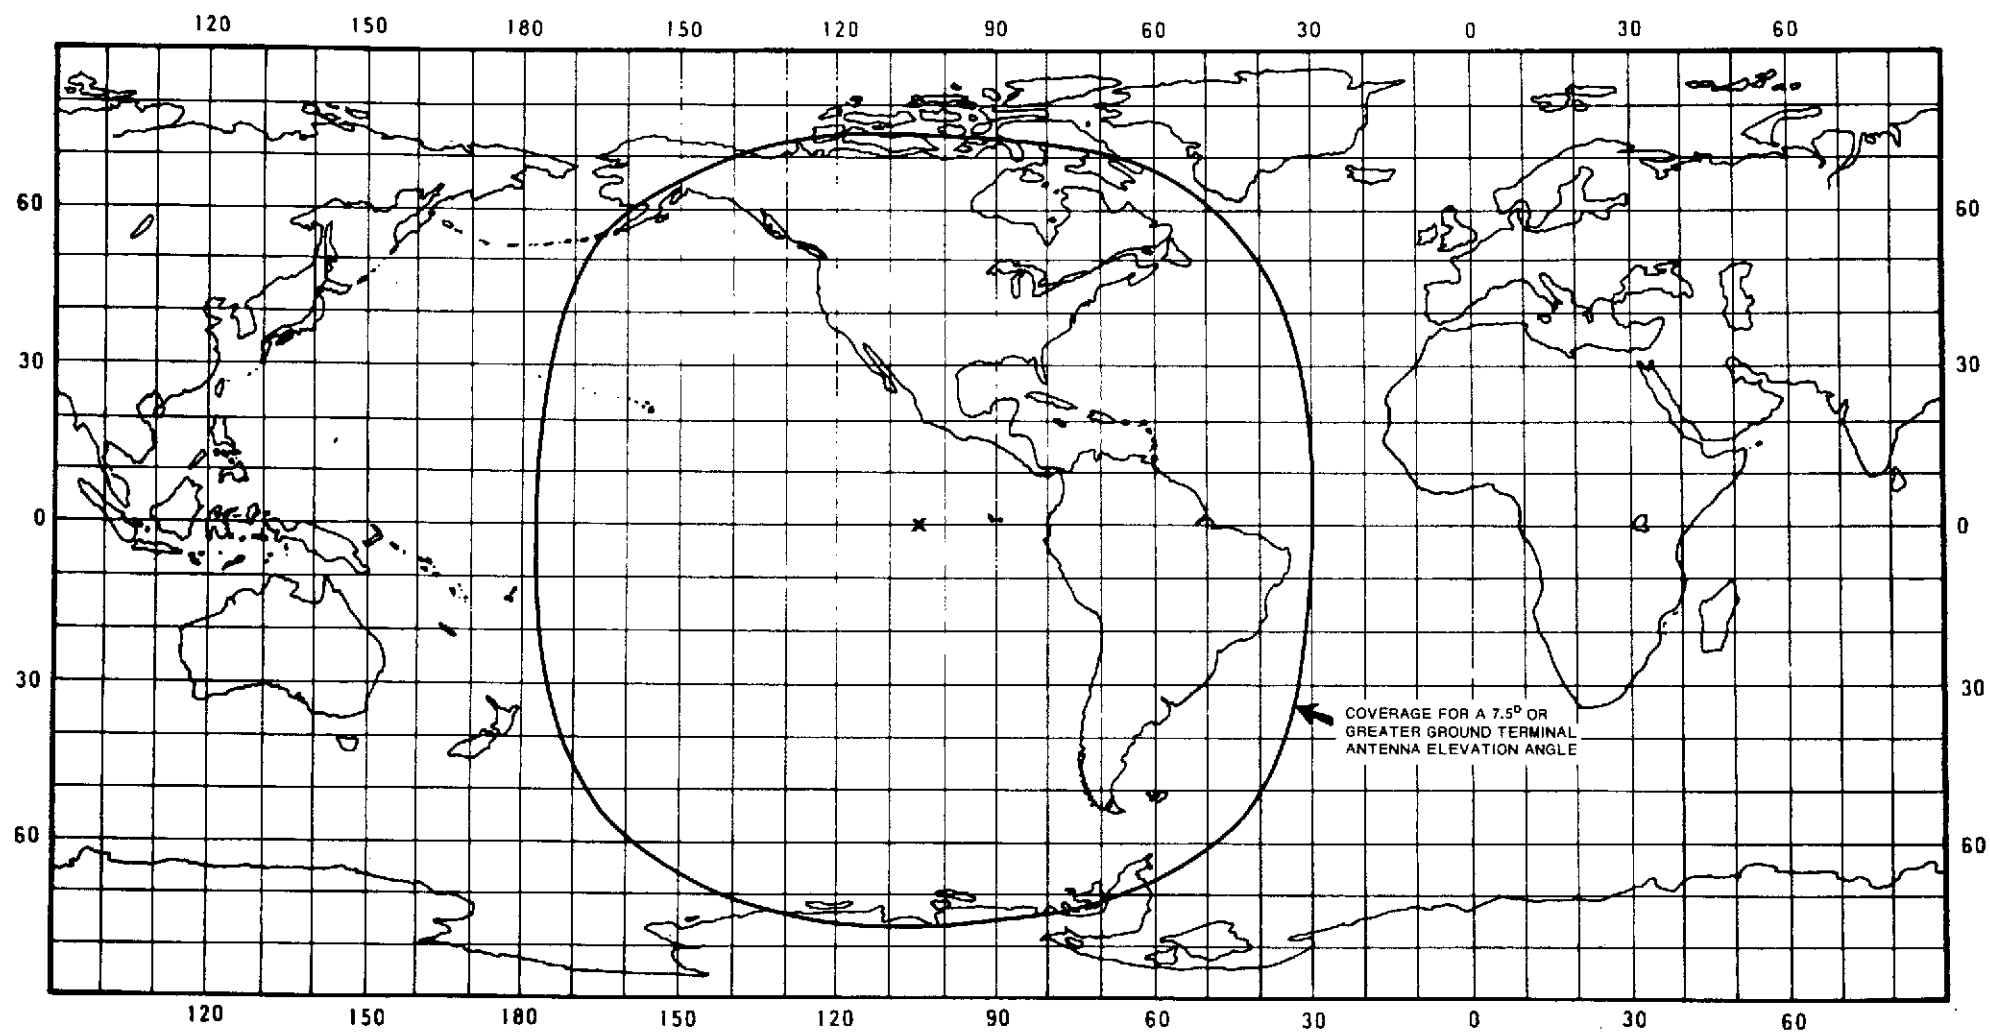 120 150 180 150 120 90 60 30 0 30 60
60 60
30 30
0 0
30 30
COVERAGE FOR A 7.5° OR
GREATER GROUND TERMINAL
ANTENNA ELEVATION ANGLE
60 60
120 150 180 150 120 90 60 30 0 30 60